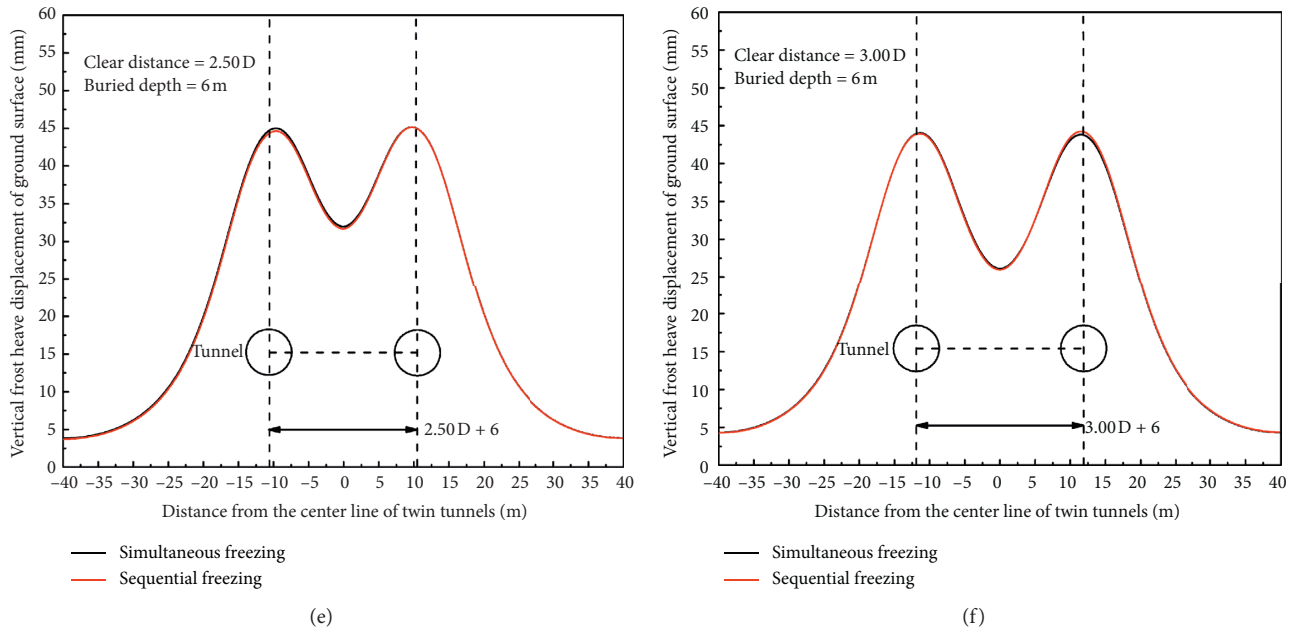 Vertical frost heave displacement of ground surface (mm)
60
55
50
45
40
35
30
25
20
15
10
5
0
Clear distance = 2.50 D
Buried depth = 6 m
Tunnel
2.50 D + 6
–40 –35 –30 –25 –20 –15 –10 –5 0 5 10 15 20 25 30 35 40
Distance from the center line of twin tunnels (m)
Simultaneous freezing
Sequential freezing
(e)
Vertical frost heave displacement of ground surface (mm)
60
55
50
45
40
35
30
25
20
15
10
5
0
Clear distance = 3.00 D
Buried depth = 6 m
Tunnel
3.00 D + 6
–40 –35 –30 –25 –20 –15 –10 –5 0 5 10 15 20 25 30 35 40
Distance from the center line of twin tunnels (m)
Simultaneous freezing
Sequential freezing
(f)